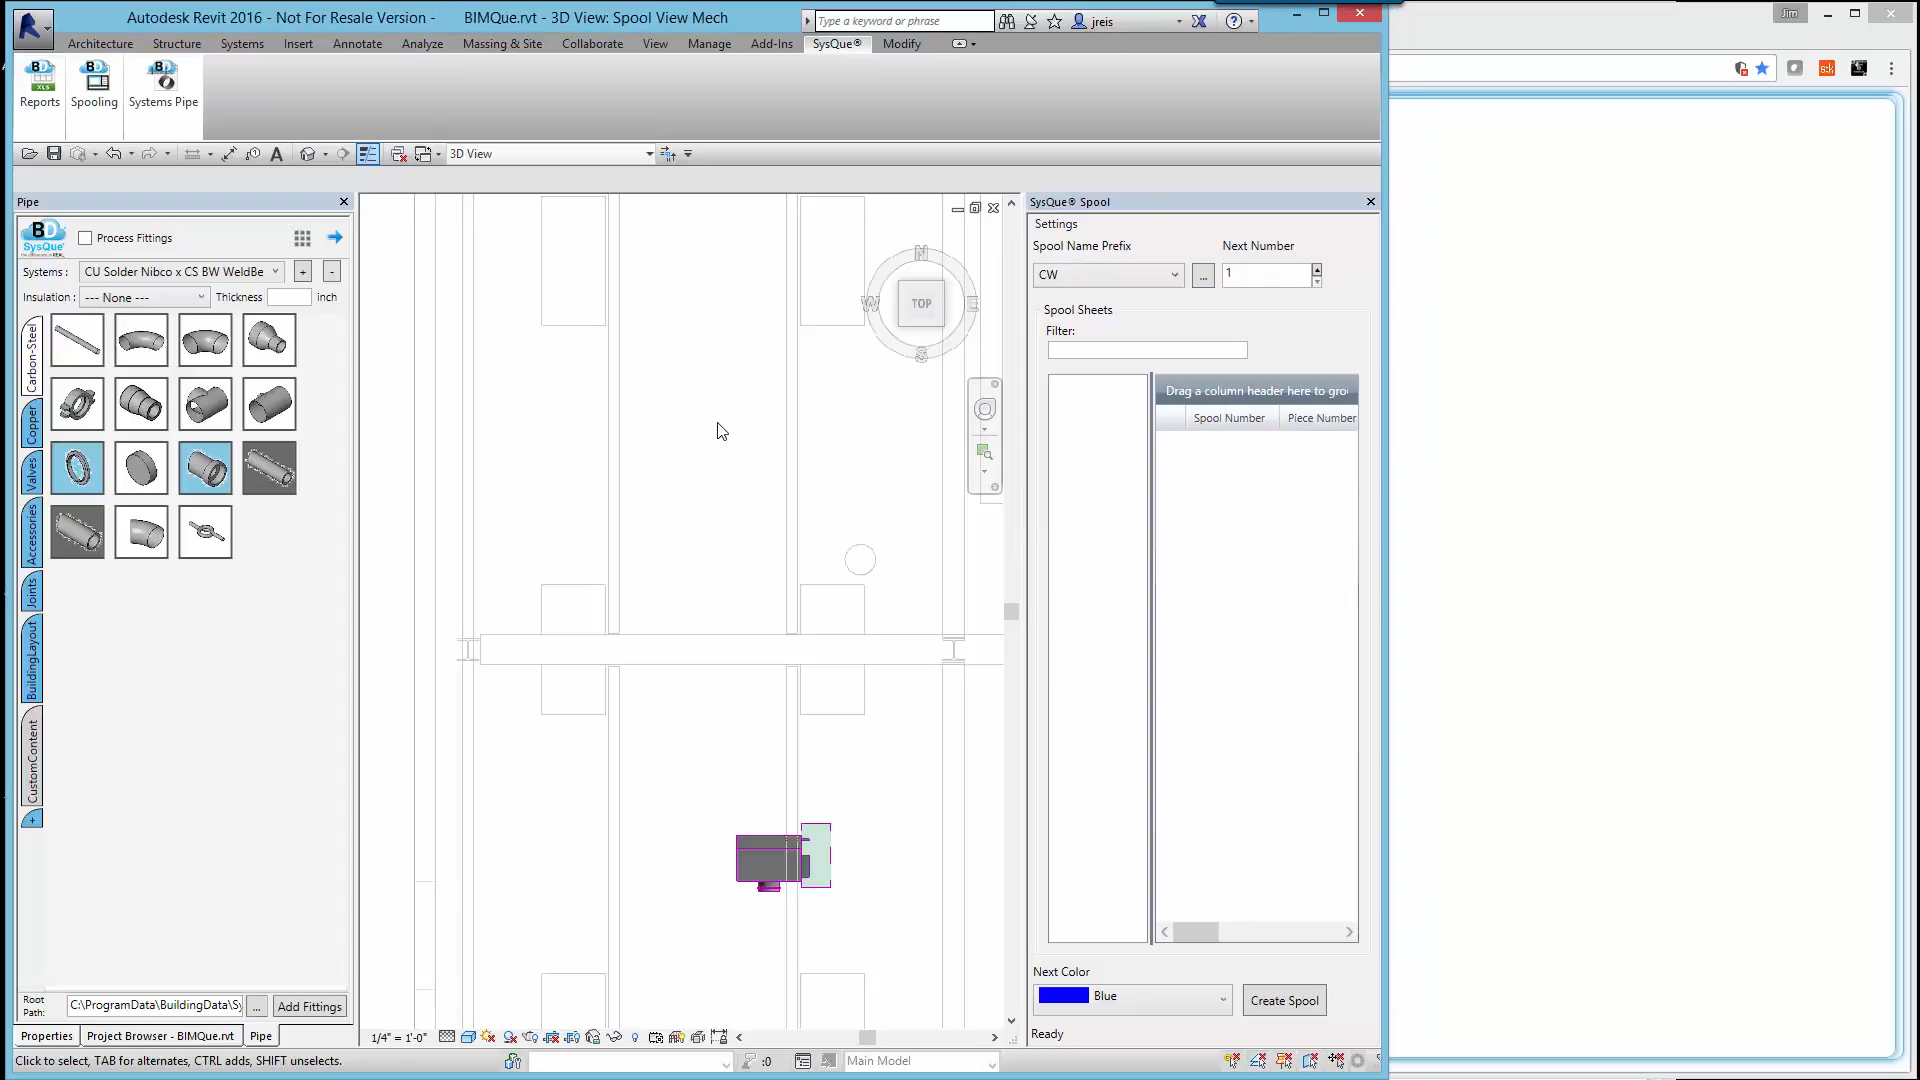 Autodesk Revit 2016 - Not For Resale Version - BIMQue.rvt - 3D View: Spool View Mech
Type a keyword or phrase
jreis
Jim
Architecture Structure Systems Insert Annotate Analyze Massing & Site Collaborate View Manage Add-Ins SysQue® Modify
Reports Spooling Systems Pipe
3D View
Pipe
SysQue
Process Fittings
Systems : CU Solder Nibco x CS BW WeldBe + -
Insulation : --- None --- Thickness inch
Carbon-Steel
Copper
Valves
Accessories
Joints
BuildingLayout
CustomContent
+
Root Path: C:\ProgramData\BuildingData\Sy ... Add Fittings
Properties Project Browser - BIMQue.rvt Pipe
N
W TOP E
S
1/4" = 1'-0"
SysQue® Spool
Settings
Spool Name Prefix Next Number
CW ... 1
Spool Sheets
Filter:
Drag a column header here to gro
Spool Number Piece Number
Next Color
Blue Create Spool
Ready
Click to select, TAB for alternates, CTRL adds, SHIFT unselects.
:0 Main Model